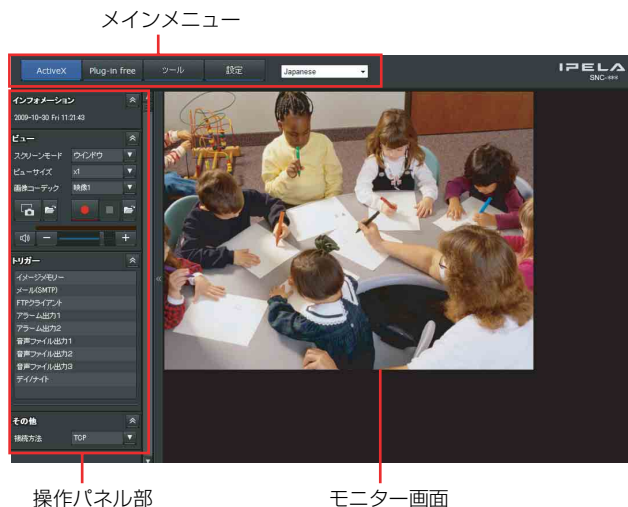 メインメニュー
ActiveX Plug-in free ツール 設定 Japanese
IPELA
SNC-***
インフォメーション
2009-10-30 Fri 11:21:43
ビュー
スクリーンモード ウインドウ
ビューサイズ x1
画像コーデック 映像1
トリガー
イメージメモリー
メール(SMTP)
FTPクライアント
アラーム出力1
アラーム出力2
音声ファイル出力1
音声ファイル出力2
音声ファイル出力3
デイ/ナイト
その他
接続方法 TCP
操作パネル部 モニター画面